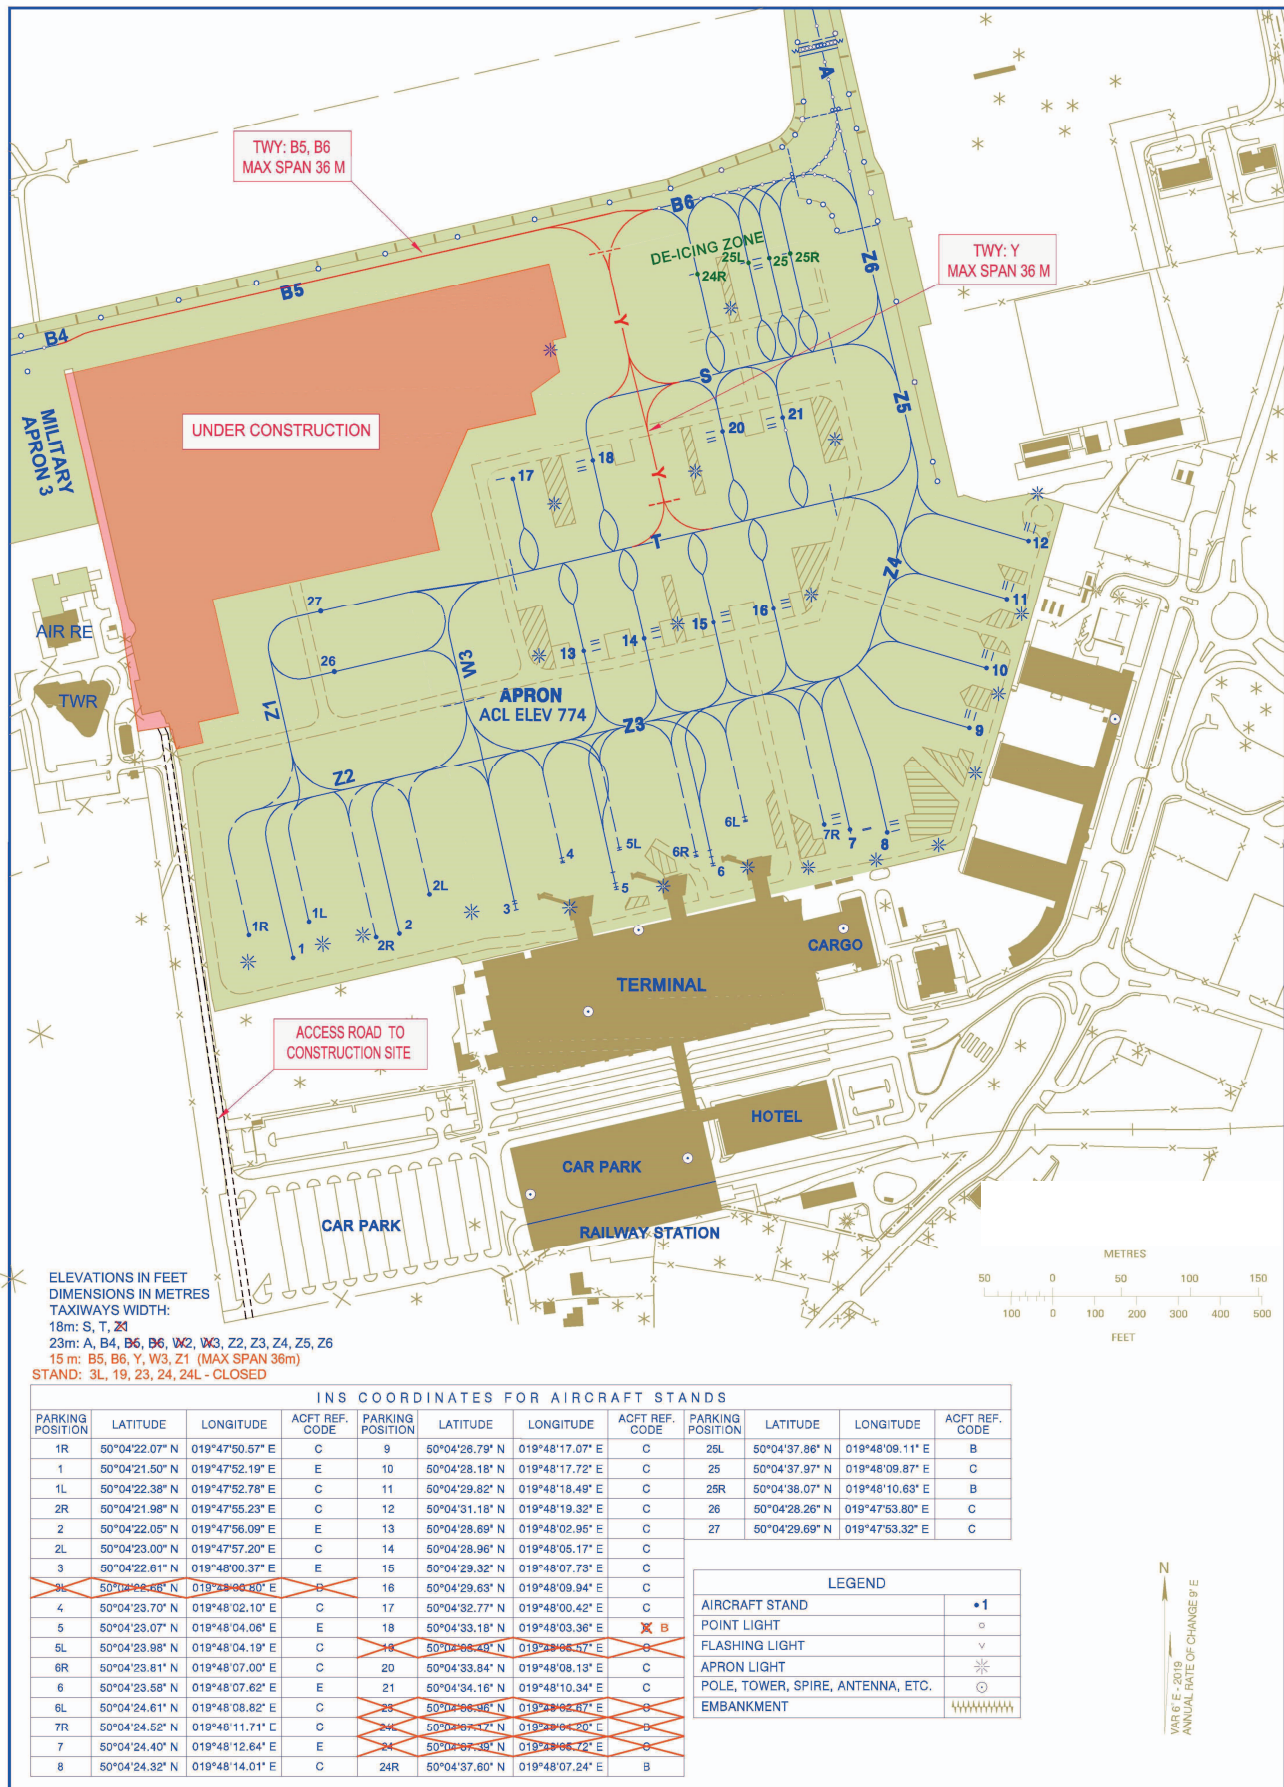 A
TWY: B5, B6
MAX SPAN 36 M
B6
DE-ICING ZONE
25L
25
25R
24R
Z6
TWY: Y
MAX SPAN 36 M
B5
B4
Y
S
Z5
MILITARY
APRON 3
UNDER CONSTRUCTION
21
20
18
17
Y
T
12
Z4
11
27
16
AIR RE
15
14
13
26
W3
10
TWR
APRON
ACL ELEV 774
Z1
Z3
9
Z2
6L
7R
7
8
5L
4
6R
6
5
2L
3
1L
1R
2
2R
1
CARGO
TERMINAL
ACCESS ROAD TO
CONSTRUCTION SITE
HOTEL
CAR PARK
CAR PARK
RAILWAY STATION
METRES
50 0 50 100 150
100 0 100 200 300 400 500
FEET
ELEVATIONS IN FEET
DIMENSIONS IN METRES
TAXIWAYS WIDTH:
18m: S, T, Z1
23m: A, B4, B5, B6, W2, W3, Z2, Z3, Z4, Z5, Z6
15 m: B5, B6, Y, W3, Z1 (MAX SPAN 36m)
STAND: 3L, 19, 23, 24, 24L - CLOSED
INS COORDINATES FOR AIRCRAFT STANDS
PARKING POSITION LATITUDE LONGITUDE ACFT REF. CODE PARKING POSITION LATITUDE LONGITUDE ACFT REF. CODE PARKING POSITION LATITUDE LONGITUDE ACFT REF. CODE
1R 50°04'22.07" N 019°47'50.57" E C 9 50°04'26.79" N 019°48'17.07" E C 25L 50°04'37.86" N 019°48'09.11" E B
1 50°04'21.50" N 019°47'52.19" E E 10 50°04'28.18" N 019°48'17.72" E C 25 50°04'37.97" N 019°48'09.87" E C
1L 50°04'22.38" N 019°47'52.78" E C 11 50°04'29.82" N 019°48'18.49" E C 25R 50°04'38.07" N 019°48'10.63" E B
2R 50°04'21.98" N 019°47'55.23" E C 12 50°04'31.18" N 019°48'19.32" E C 26 50°04'28.26" N 019°47'53.80" E C
2 50°04'22.05" N 019°47'56.09" E E 13 50°04'28.69" N 019°48'02.95" E C 27 50°04'29.69" N 019°47'53.32" E C
2L 50°04'23.00" N 019°47'57.20" E C 14 50°04'28.96" N 019°48'05.17" E C
3 50°04'22.61" N 019°48'00.37" E E 15 50°04'29.32" N 019°48'07.73" E C
3L 50°04'22.66" N 019°48'00.80" E 16 50°04'29.63" N 019°48'09.94" E C
4 50°04'23.70" N 019°48'02.10" E C 17 50°04'32.77" N 019°48'00.42" E C
5 50°04'23.07" N 019°48'04.06" E E 18 50°04'33.18" N 019°48'03.36" E B
5L 50°04'23.98" N 019°48'04.19" E C 19
6R 50°04'23.81" N 019°48'07.00" E C 20 50°04'33.84" N 019°48'08.13" E C
6 50°04'23.58" N 019°48'07.62" E E 21 50°04'34.16" N 019°48'10.34" E C
6L 50°04'24.61" N 019°48'08.82" E C 23
7R 50°04'24.52" N 019°48'11.71" E C 24L
7 50°04'24.40" N 019°48'12.64" E E 24
8 50°04'24.32" N 019°48'14.01" E C 24R 50°04'37.60" N 019°48'07.24" E B
LEGEND
AIRCRAFT STAND 1
POINT LIGHT
FLASHING LIGHT
APRON LIGHT
POLE, TOWER, SPIRE, ANTENNA, ETC.
EMBANKMENT
N
VAR 6° E - 2019
ANNUAL RATE OF CHANGE 9' E